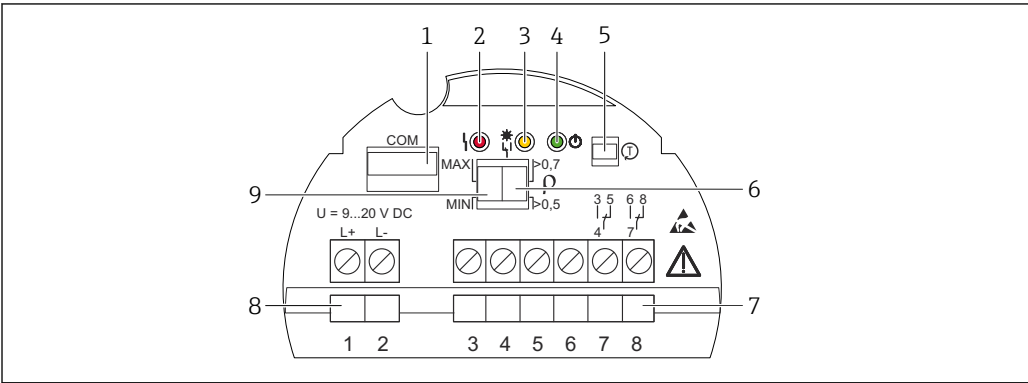 1 2 3 4 5
COM
MAX >0,7
9 6
MIN >0,5
U = 9...20 V DC
3 5 6 8
4 7
L+ L-
8 7
1 2 3 4 5 6 7 8